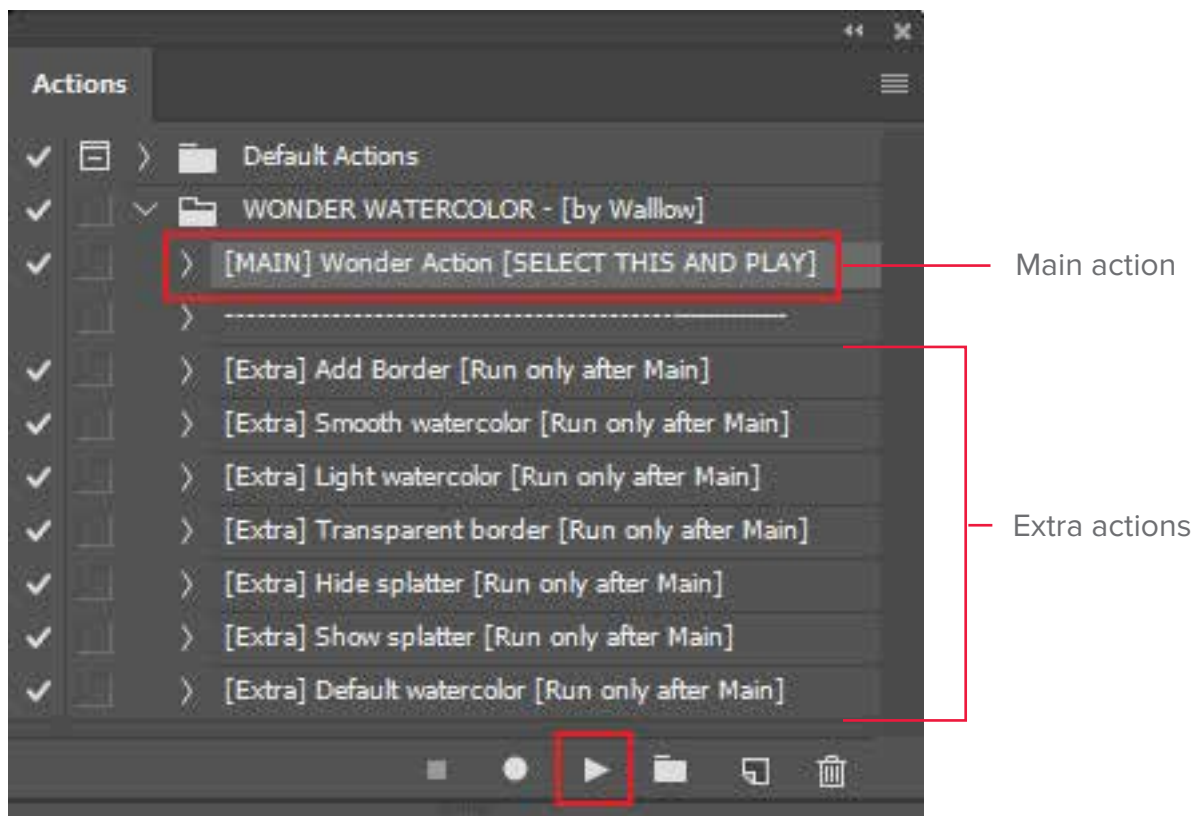 Actions
Default Actions
WONDER WATERCOLOR - [by Walllow]
[MAIN] Wonder Action [SELECT THIS AND PLAY]
Main action
[Extra] Add Border [Run only after Main]
[Extra] Smooth watercolor [Run only after Main]
[Extra] Light watercolor [Run only after Main]
[Extra] Transparent border [Run only after Main]
Extra actions
[Extra] Hide splatter [Run only after Main]
[Extra] Show splatter [Run only after Main]
[Extra] Default watercolor [Run only after Main]